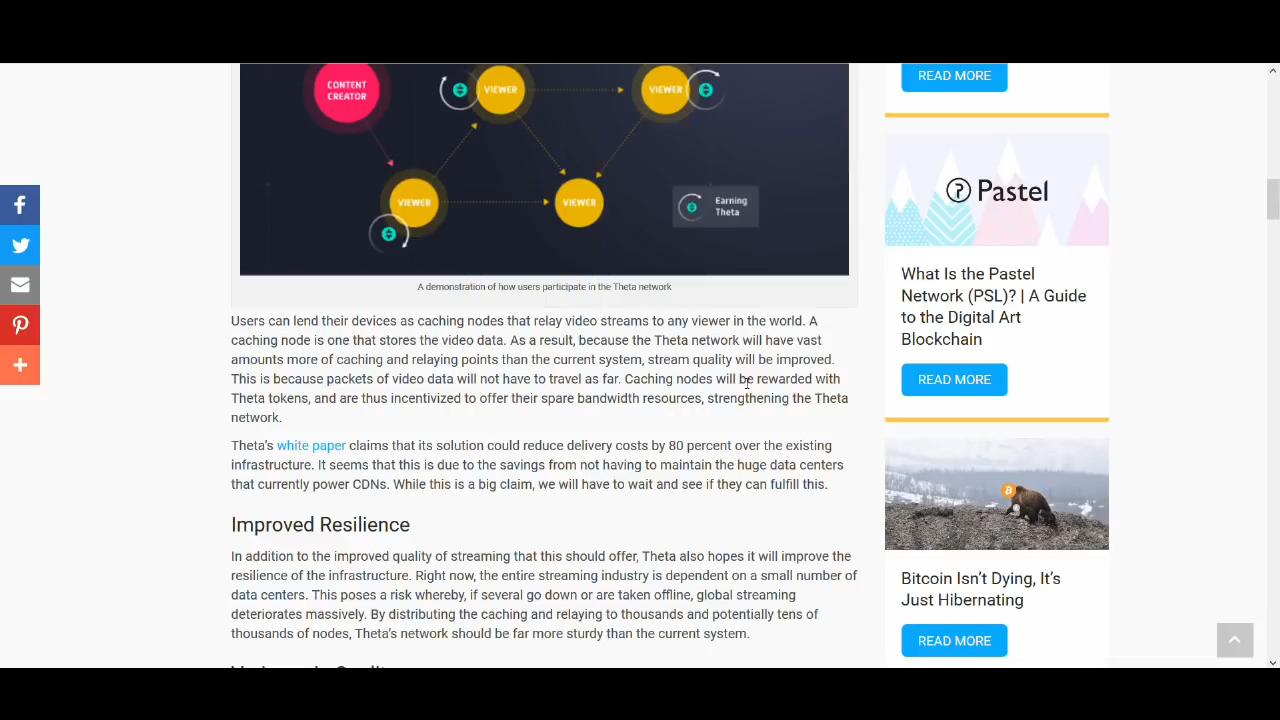 CONTENT
CREATOR
VIEWER
VIEWER
VIEWER
VIEWER
Earning
Theta
A demonstration of how users participate in the Theta network
Users can lend their devices as caching nodes that relay video streams to any viewer in the world. A
caching node is one that stores the video data. As a result, because the Theta network will have vast
amounts more of caching and relaying points than the current system, stream quality will be improved.
This is because packets of video data will not have to travel as far. Caching nodes will be rewarded with
Theta tokens, and are thus incentivized to offer their spare bandwidth resources, strengthening the Theta
network.
Theta's white paper claims that its solution could reduce delivery costs by 80 percent over the existing
infrastructure. It seems that this is due to the savings from not having to maintain the huge data centers
that currently power CDNs. While this is a big claim, we will have to wait and see if they can fulfill this.
Improved Resilience
In addition to the improved quality of streaming that this should offer, Theta also hopes it will improve the
resilience of the infrastructure. Right now, the entire streaming industry is dependent on a small number of
data centers. This poses a risk whereby, if several go down or are taken offline, global streaming
deteriorates massively. By distributing the caching and relaying to thousands and potentially tens of
thousands of nodes, Theta's network should be far more sturdy than the current system.
READ MORE
Pastel
What Is the Pastel
Network (PSL)? | A Guide
to the Digital Art
Blockchain
READ MORE
Bitcoin Isn't Dying, It's
Just Hibernating
READ MORE